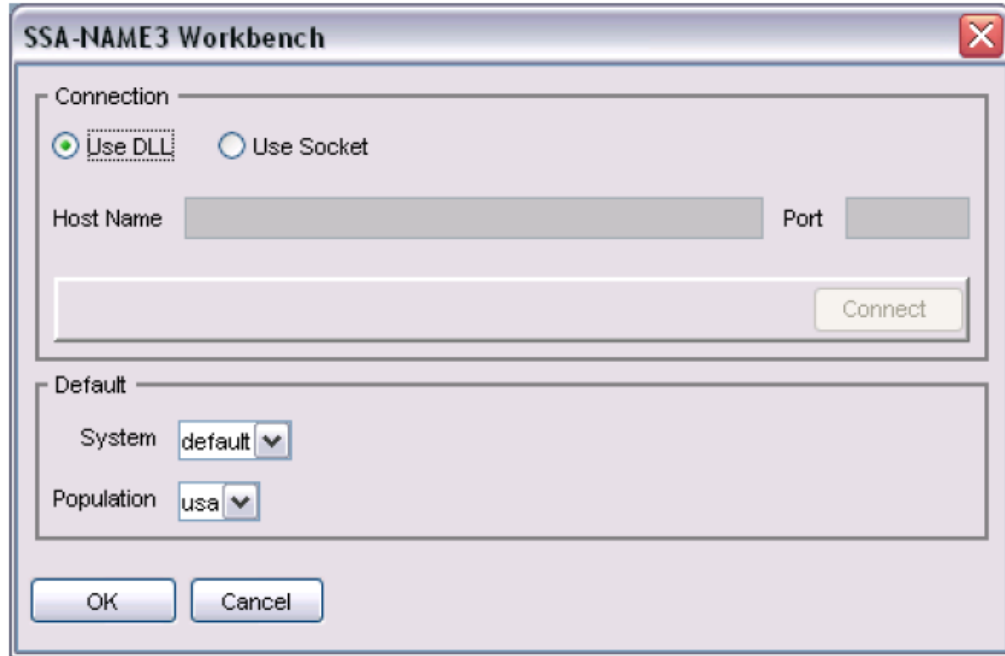 SSA-NAME3 Workbench
Connection
Use DLL Use Socket
Host Name Port
Connect
Default
System default
Population usa
OK Cancel